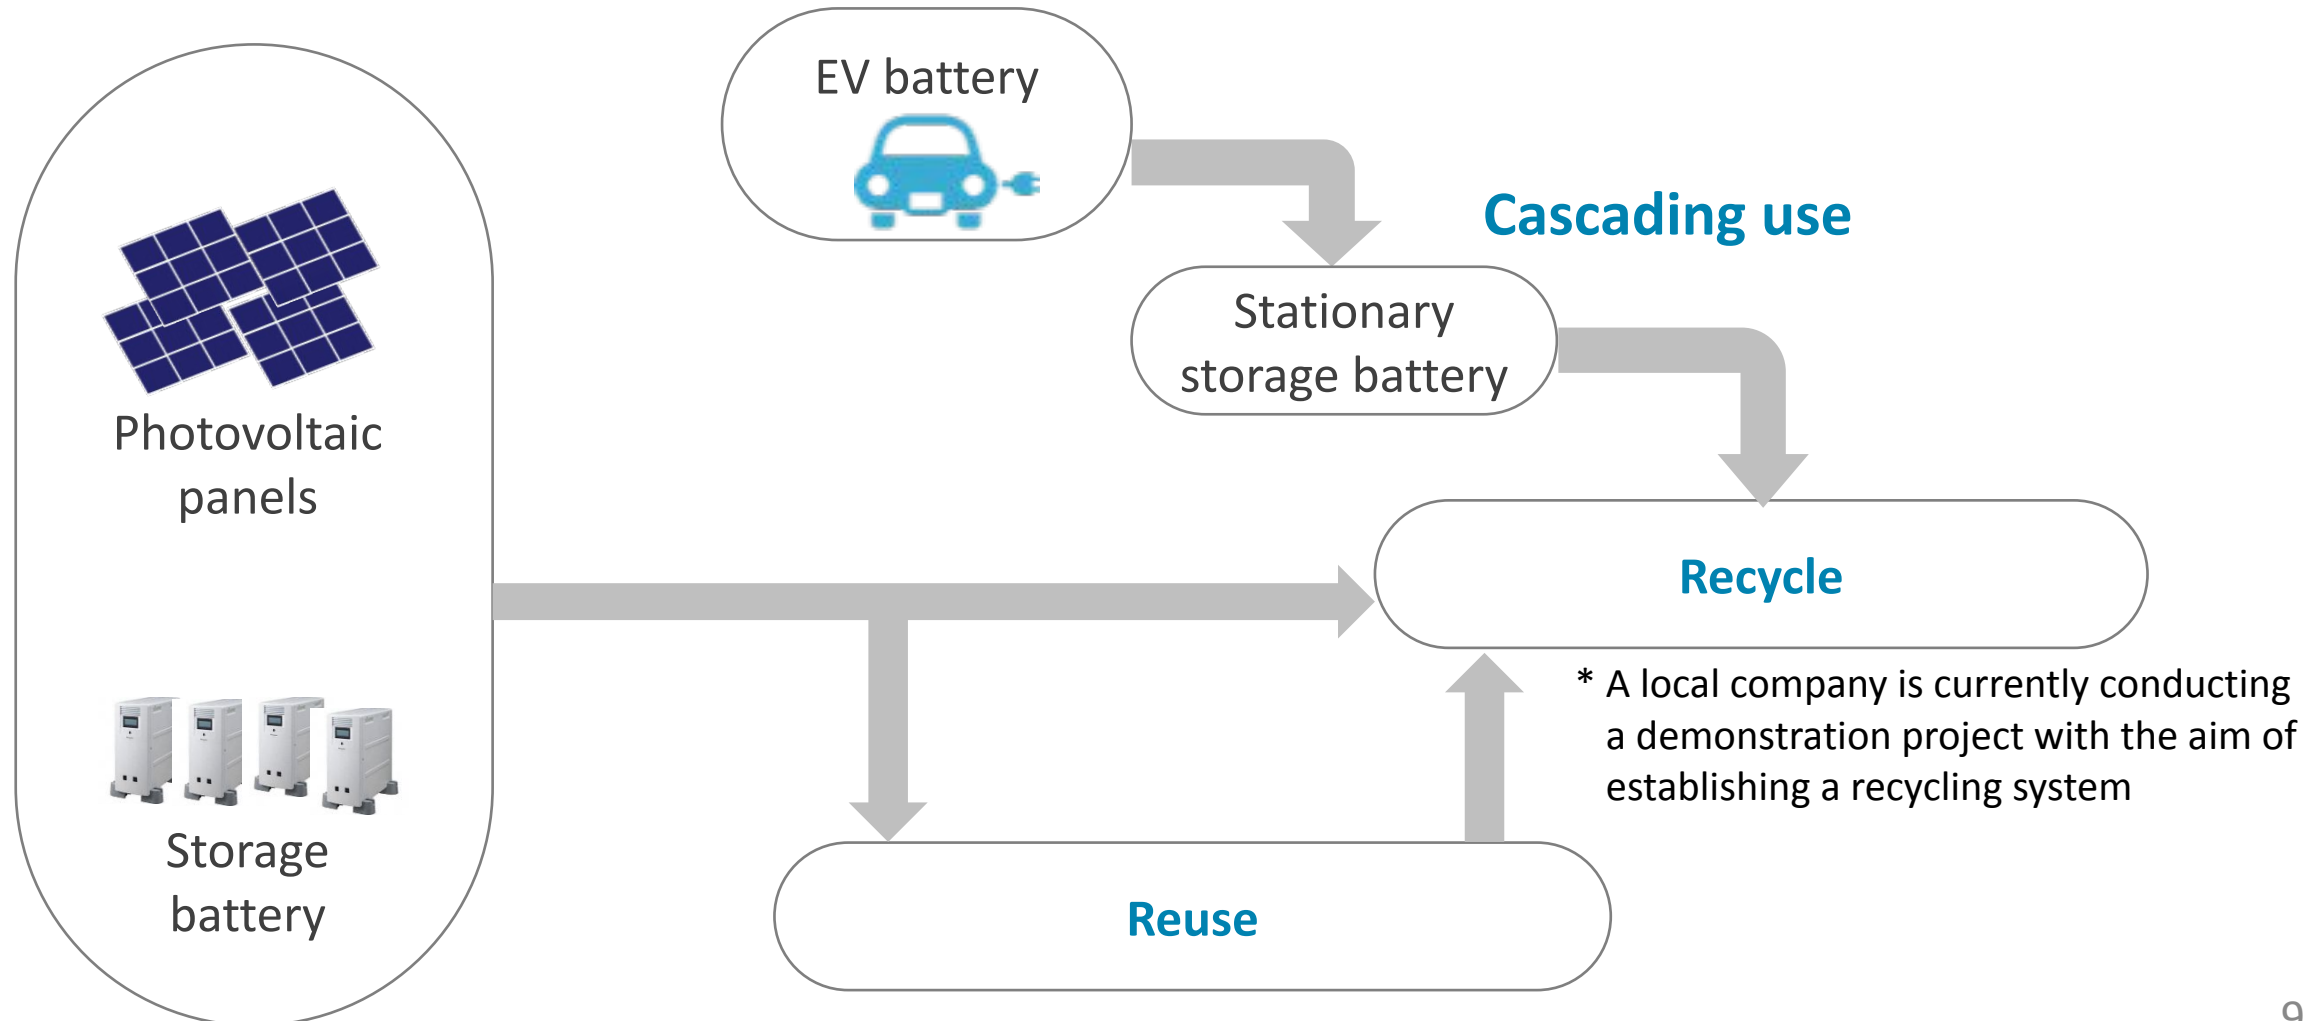 EV battery
Cascading use
Stationary
storage battery
Photovoltaic
panels
Recycle
* A local company is currently conducting
a demonstration project with the aim of
establishing a recycling system
Storage
battery
Reuse
9